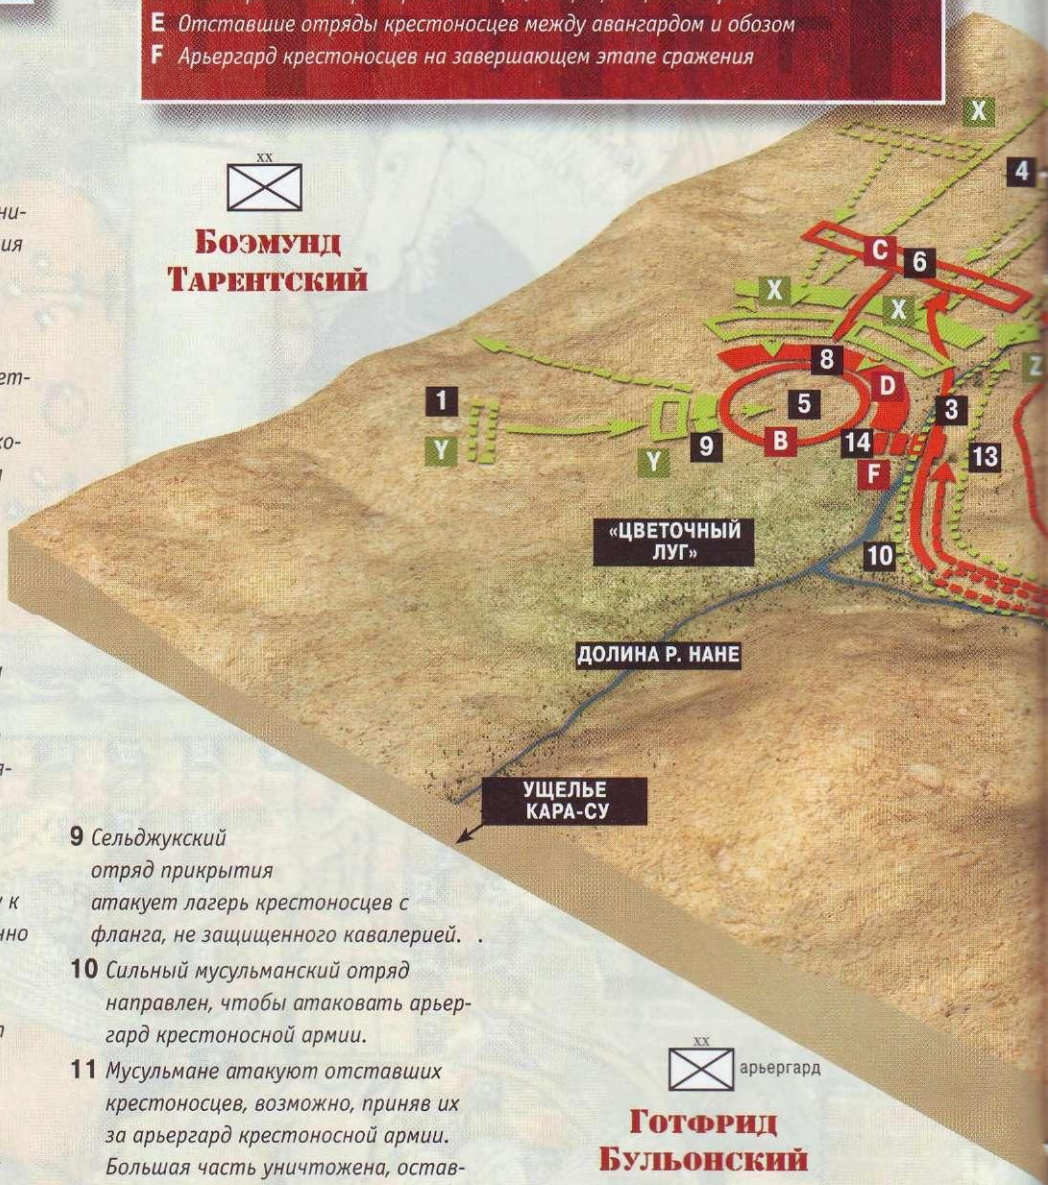 E Отставшие отряды крестоносцев между авангардом и обозом
F Арьергард крестоносцев на завершающем этапе сражения
XX
БОЭМУНД
ТАРЕНТСКИЙ
X
4
C 6
X
X
8
Z
D
1
5
3
Y
9
B
14
13
Y
F
«ЦВЕТОЧНЫЙ
ЛУГ»
10
ДОЛИНА Р. НАНЕ
УЩЕЛЬЕ
КАРА-СУ
9 Сельджукский
отряд прикрытия
атакует лагерь крестоносцев с
фланга, не защищенного кавалерией. .
10 Сильный мусульманский отряд
направлен, чтобы атаковать арьер-
гард крестоносной армии.
11 Мусульмане атакуют отставших
крестоносцев, возможно, приняв их
за арьергард крестоносной армии.
Большая часть уничтожена, остав-
XX
арьергард
ГОТФРИД
БУЛЬОНСКИЙ